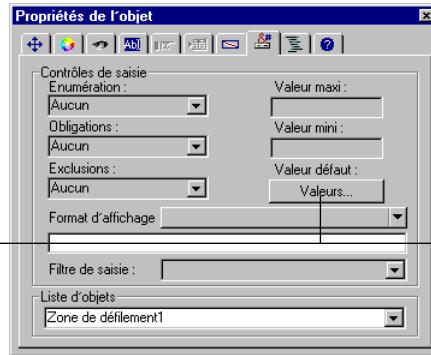 Propriétés de l'objet
Contrôles de saisie
Enumération :
Aucun
Valeur maxi :
Obligations :
Aucun
Valeur mini :
Exclusions :
Aucun
Valeur défaut :
Valeurs...
Format d'affichage
Filtre de saisie :
Liste d'objets
Zone de défilement1